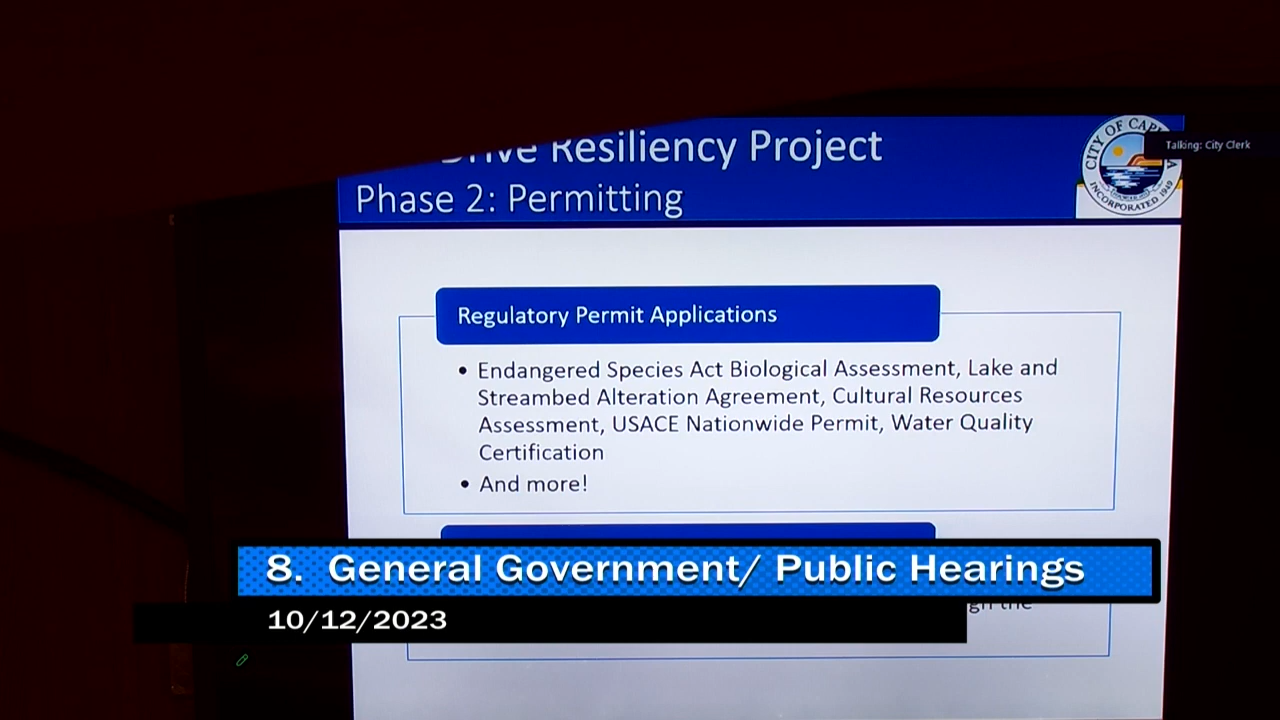 Drive Resiliency Project
Phase 2: Permitting
CITY OF CAP
INCORPORATED 1949
Talking: City Clerk
Regulatory Permit Applications
• Endangered Species Act Biological Assessment, Lake and
Streambed Alteration Agreement, Cultural Resources
Assessment, USACE Nationwide Permit, Water Quality
Certification
• And more!
8. General Government/ Public Hearings
10/12/2023